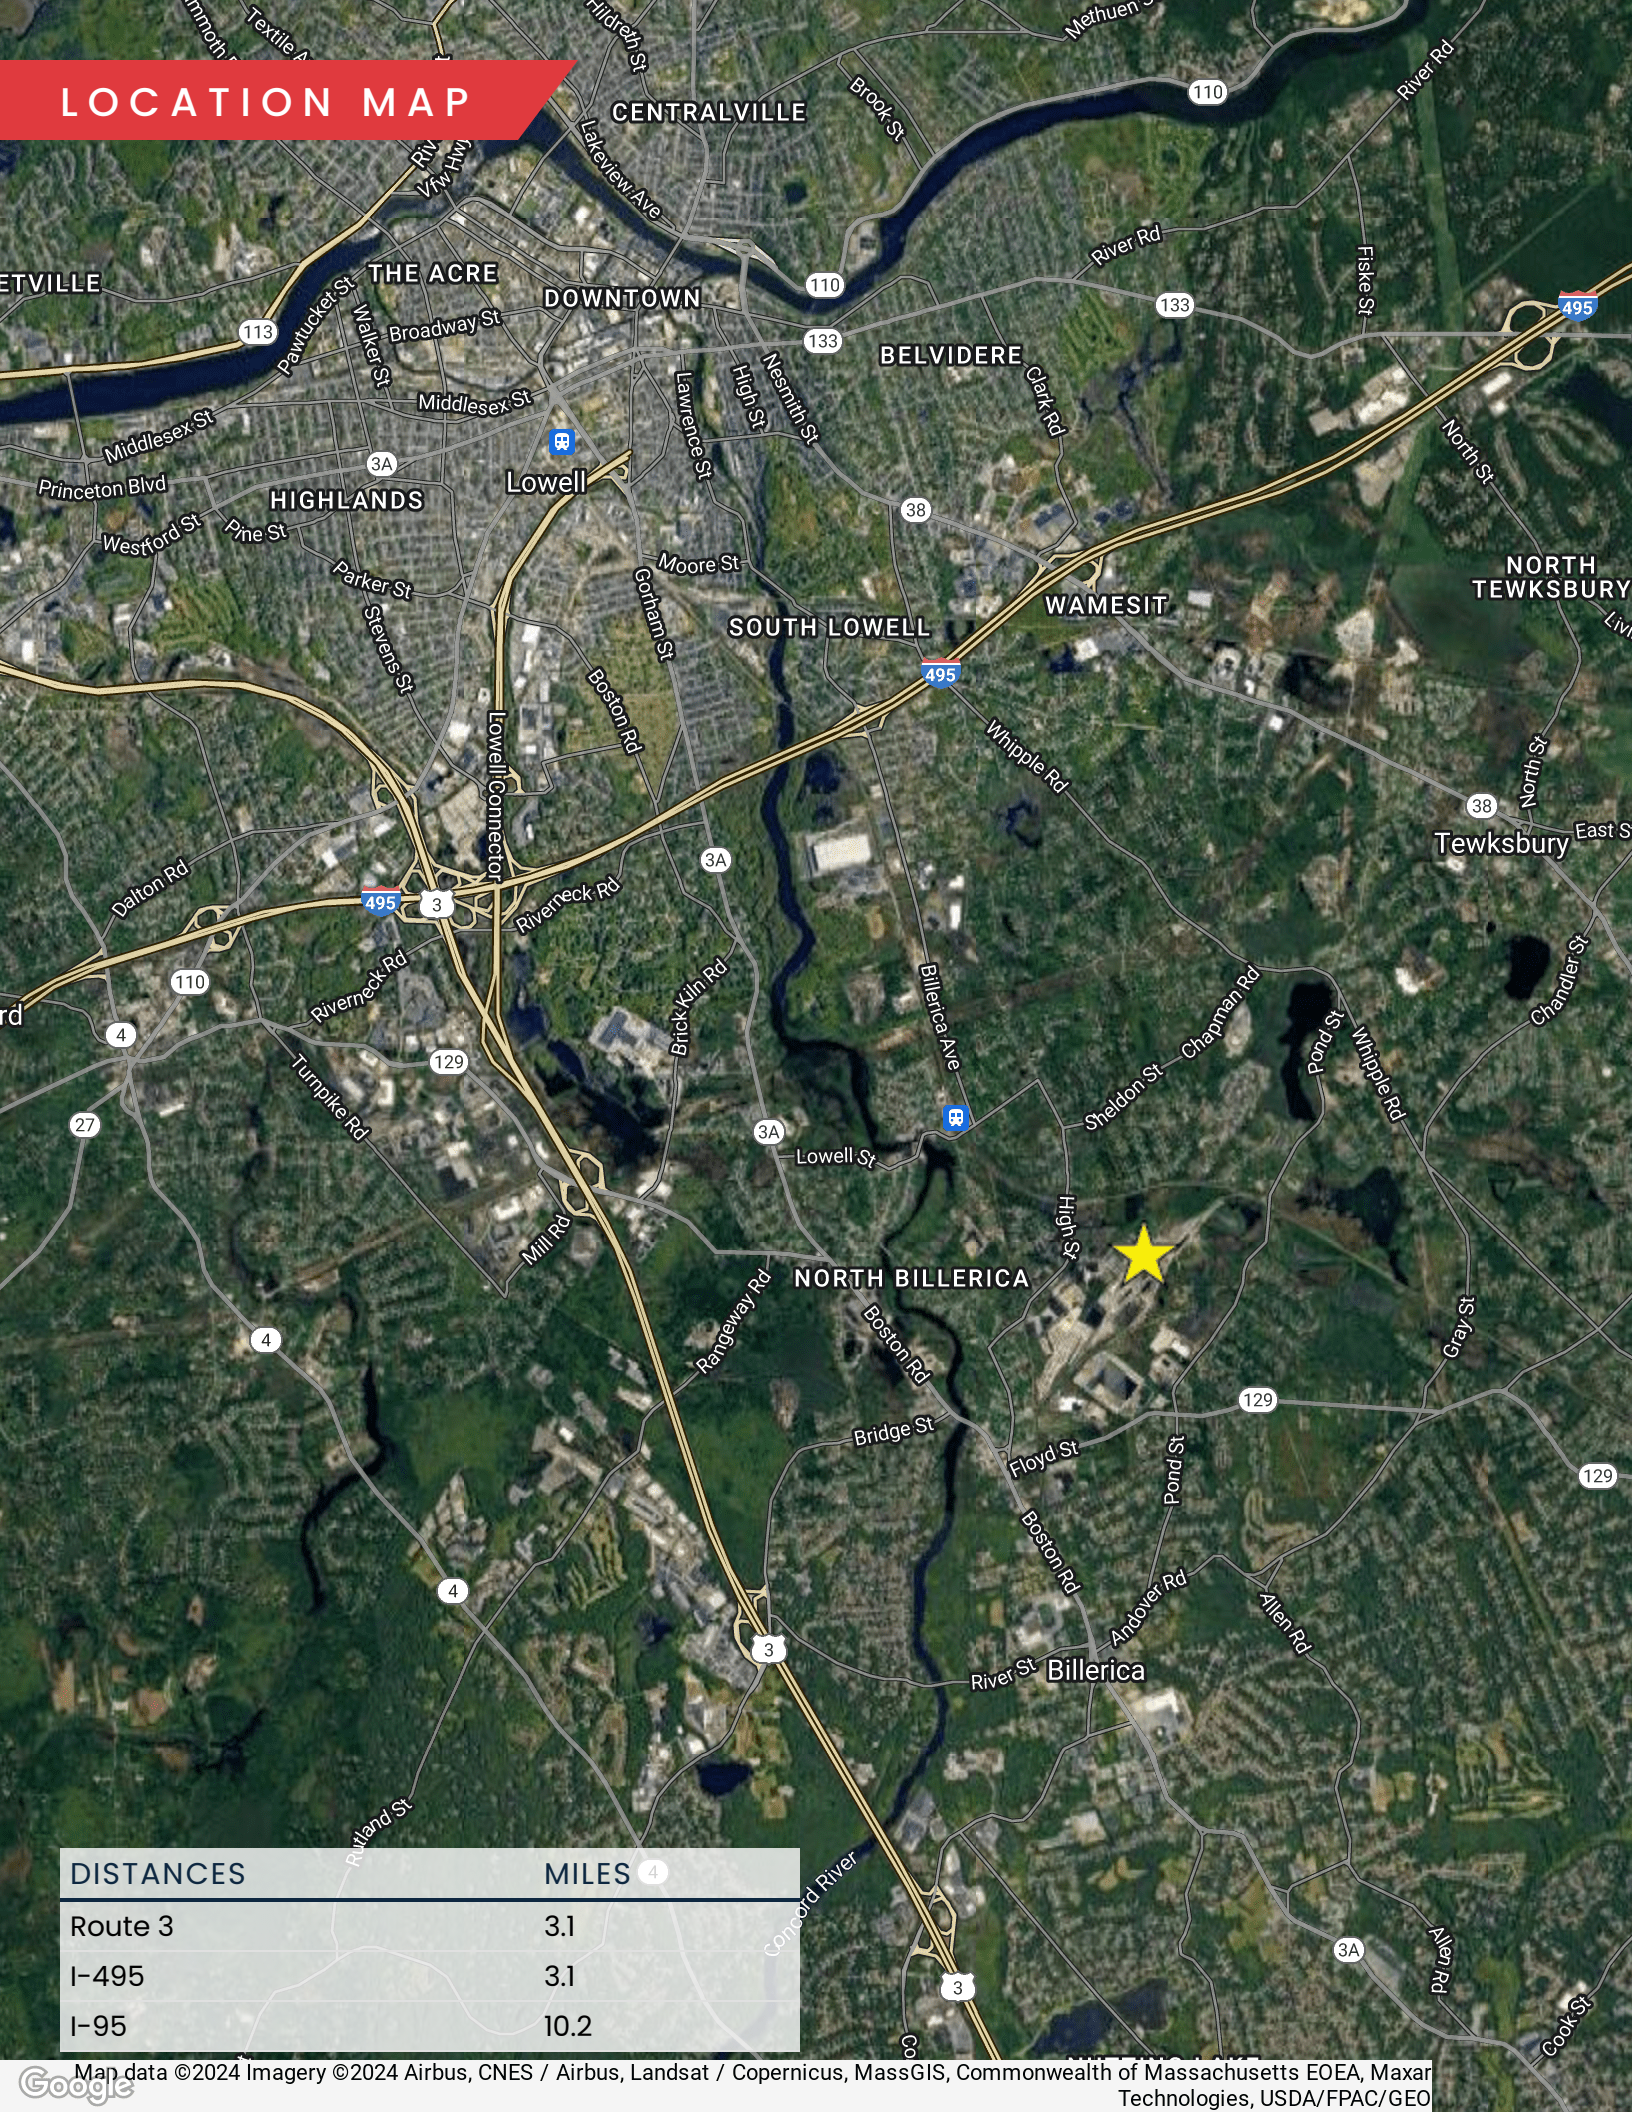 LOCATION MAP
Textile A
Hildreth St
Methuen S
River Rd
110
Brook St
CENTRALVILLE
Lakeview Ave
Vfw Hwy
River Rd
Fiske St
ETVILLE
THE ACRE
DOWNTOWN
110
133
495
113
Pawtucket St
Walker St
Broadway St
133
BELVIDERE
Middlesex St
Middlesex St
Lawrence St
High St
Nesmith St
Clark Rd
North St
3A
Princeton Blvd
Lowell
HIGHLANDS
38
Westford St
Pine St
Parker St
Moore St
NORTH
TEWKSBURY
Stevens St
Gorham St
SOUTH LOWELL
WAMESIT
Livi
495
Boston Rd
Lowell Connector
Whipple Rd
North St
38
East S
Tewksbury
Dalton Rd
3A
495
3
Riverneck Rd
110
Riverneck Rd
Brick Kiln Rd
Billerica Ave
Chapman Rd
Chandler St
rd
4
129
Pond St
Whipple Rd
Turnpike Rd
27
3A
Sheldon St
Lowell St
High St
Mill Rd
NORTH BILLERICA
Rangeway Rd
Boston Rd
Gray St
4
129
Bridge St
Floyd St
Pond St
129
Boston Rd
4
Andover Rd
Allen Rd
3
River St
Billerica
Rutland St
Concord River
DISTANCES MILES 4
Route 3 3.1
I-495 3.1
I-95 10.2
3A
Allen Rd
3
Cook St
Co
Google
Map data ©2024 Imagery ©2024 Airbus, CNES / Airbus, Landsat / Copernicus, MassGIS, Commonwealth of Massachusetts EOEA, Maxar
Technologies, USDA/FPAC/GEO